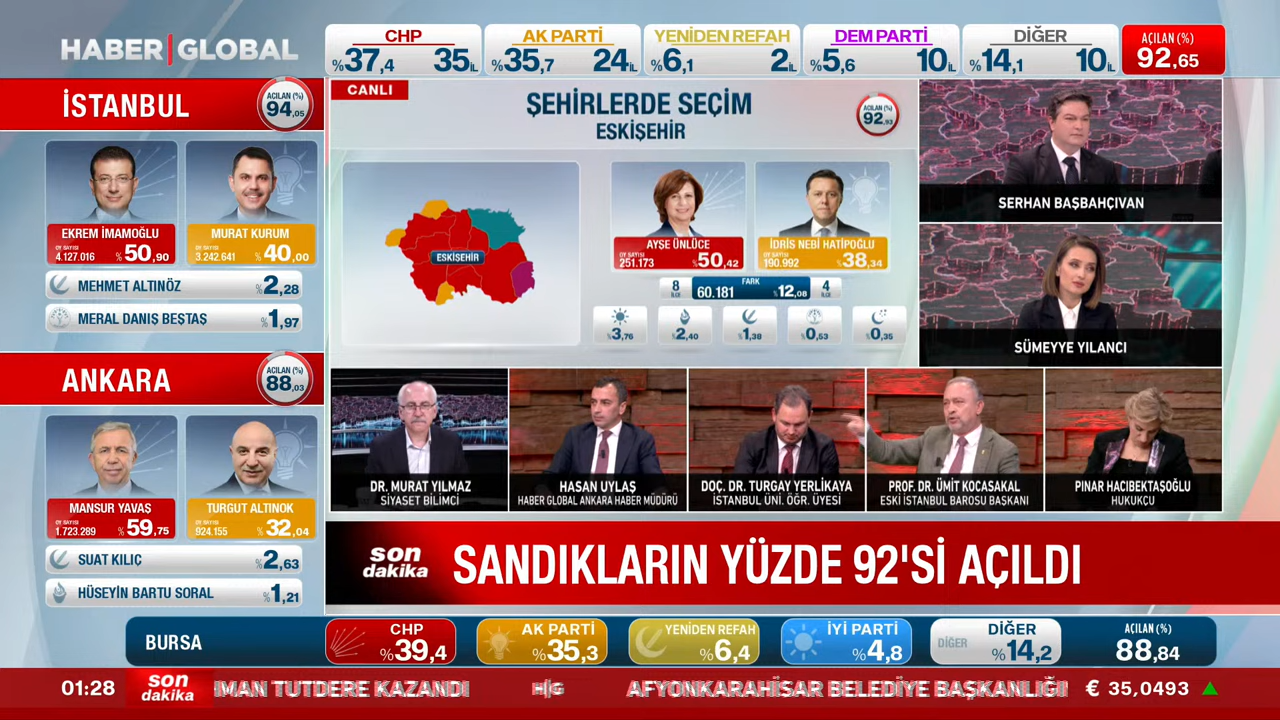 HABER GLOBAL
CHP
%37,4 35İL
AK PARTİ
%35,7 24İL
YENİDEN REFAH
%6,1 2İL
DEM PARTİ
%5,6 10İL
DİĞER
%14,1 10İL
AÇILAN (%)
92,65
İSTANBUL
AÇILAN (%)
94,05
EKREM İMAMOĞLU
OY SAYISI
4.127.016 %50,90
MURAT KURUM
OY SAYISI
3.242.641 %40,00
MEHMET ALTINÖZ %2,28
MERAL DANIŞ BEŞTAŞ %1,97
ANKARA
AÇILAN (%)
88,03
MANSUR YAVAŞ
OY SAYISI
1.723.289 %59,75
TURGUT ALTINOK
OY SAYISI
924.155 %32,04
SUAT KILIÇ %2,63
HÜSEYİN BARTU SORAL %1,21
CANLI
ŞEHİRLERDE SEÇİM
ESKİŞEHİR
AÇILAN (%)
92,93
ESKİŞEHİR
AYŞE ÜNLÜCE
OY SAYISI
251.173 %50,42
İDRİS NEBİ HATİPOĞLU
OY SAYISI
190.992 %38,34
8 İLÇE
FARK
60.181 %12,08
4 İLÇE
%3,76
%2,40
%1,38
%0,53
%0,35
SERHAN BAŞBAHÇIVAN
SÜMEYYE YILANCI
DR. MURAT YILMAZ
SİYASET BİLİMCİ
HASAN UYLAŞ
HABER GLOBAL ANKARA HABER MÜDÜRÜ
DOÇ. DR. TURGAY YERLİKAYA
İSTANBUL ÜNİ. ÖĞR. ÜYESİ
PROF. DR. ÜMİT KOCASAKAL
ESKİ İSTANBUL BAROSU BAŞKANI
PINAR HACIBEKTAŞOĞLU
HUKUKÇU
son dakika
SANDIKLARIN YÜZDE 92'Sİ AÇILDI
BURSA
CHP
%39,4
AK PARTİ
%35,3
YENİDEN REFAH
%6,4
İYİ PARTİ
%4,8
DİĞER
DİĞER
%14,2
AÇILAN (%)
88,84
01:28
son dakika
IMAN TUTDERE KAZANDI
H|G
AFYONKARAHİSAR BELEDİYE BAŞKANLIĞI
€ 35,0493